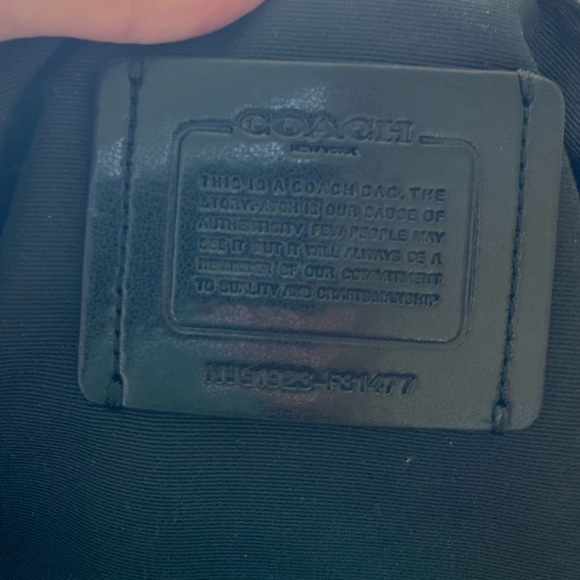 COACH
NEW YORK
THIS IS A COACH BAG. THE
STORYPATCH IS OUR BADGE OF
AUTHENTICITY FEW PEOPLE MAY
SEE IT BUT IT WILL ALWAYS BE A
REMINDER OF OUR COMMITMENT
TO QUALITY AND CRAFTSMANSHIP
-F31477